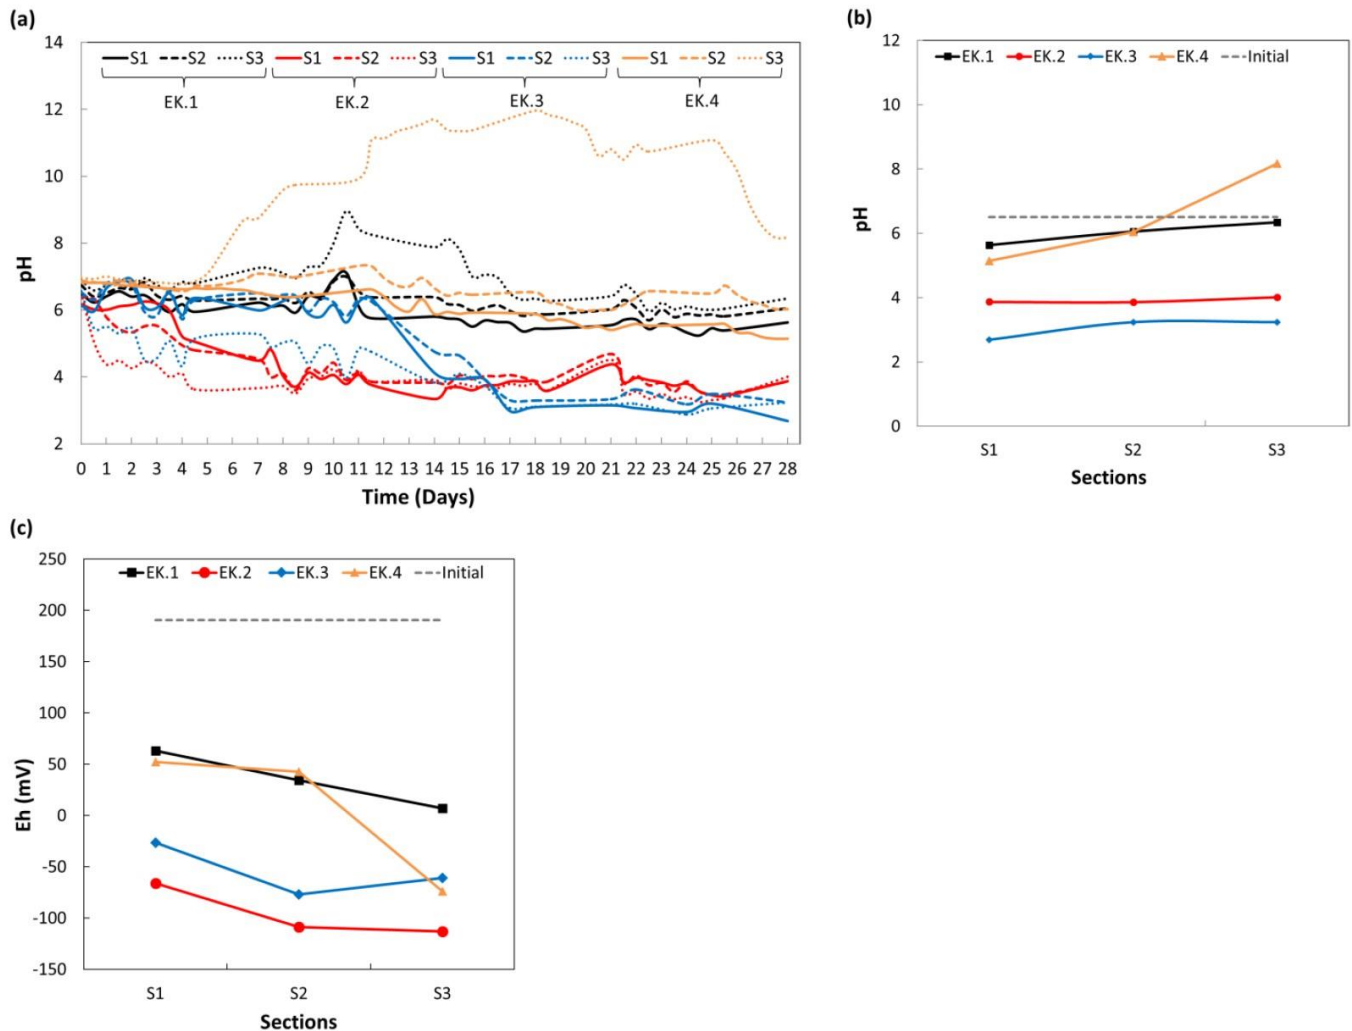 (a)
14
12
10
8
6
4
2
pH
S1 S2 S3 S1 S2 S3 S1 S2 S3 S1 S2 S3
EK.1 EK.2 EK.3 EK.4
0 1 2 3 4 5 6 7 8 9 10 11 12 13 14 15 16 17 18 19 20 21 22 23 24 25 26 27 28
Time (Days)
(b)
12
10
8
6
4
2
0
pH
EK.1 EK.2 EK.3 EK.4 Initial
S1 S2 S3
Sections
(c)
250
200
150
100
50
0
-50
-100
-150
Eh (mV)
EK.1 EK.2 EK.3 EK.4 Initial
S1 S2 S3
Sections